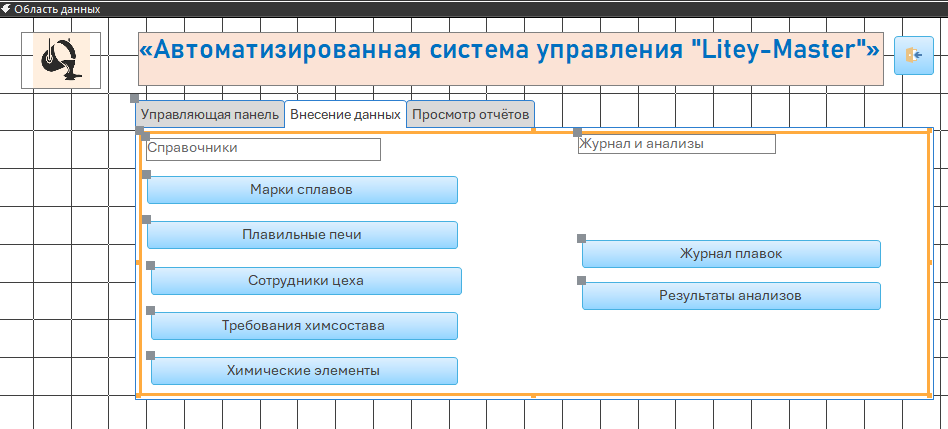 Область данных
«Автоматизированная система управления "Litey-Master"»
Управляющая панель Внесение данных Просмотр отчётов
Справочники
Журнал и анализы
Марки сплавов
Плавильные печи
Сотрудники цеха
Требования химсостава
Химические элементы
Журнал плавок
Результаты анализов